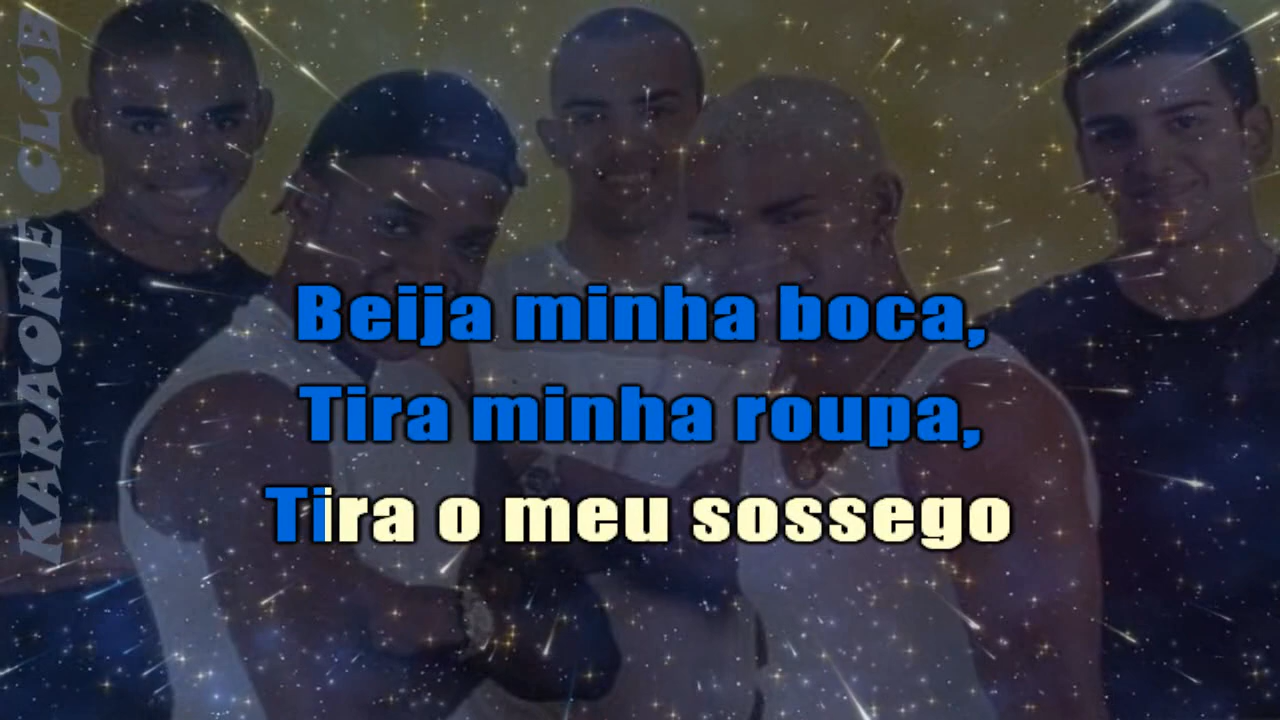 KARAOKE CLUB
Beija minha boca,
Tira minha roupa,
Tira o meu sossego